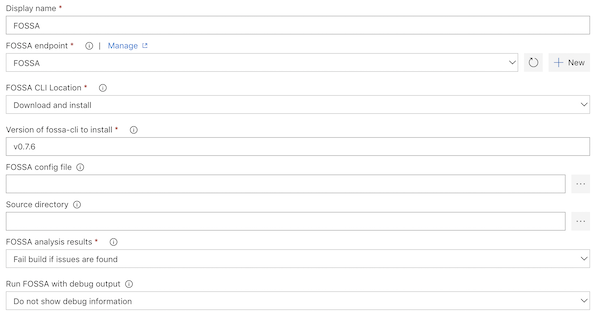 Display name *
FOSSA
FOSSA endpoint * | Manage
FOSSA
New
FOSSA CLI Location *
Download and install
Version of fossa-cli to install *
v0.7.6
FOSSA config file
...
Source directory
...
FOSSA analysis results *
Fail build if issues are found
Run FOSSA with debug output
Do not show debug information